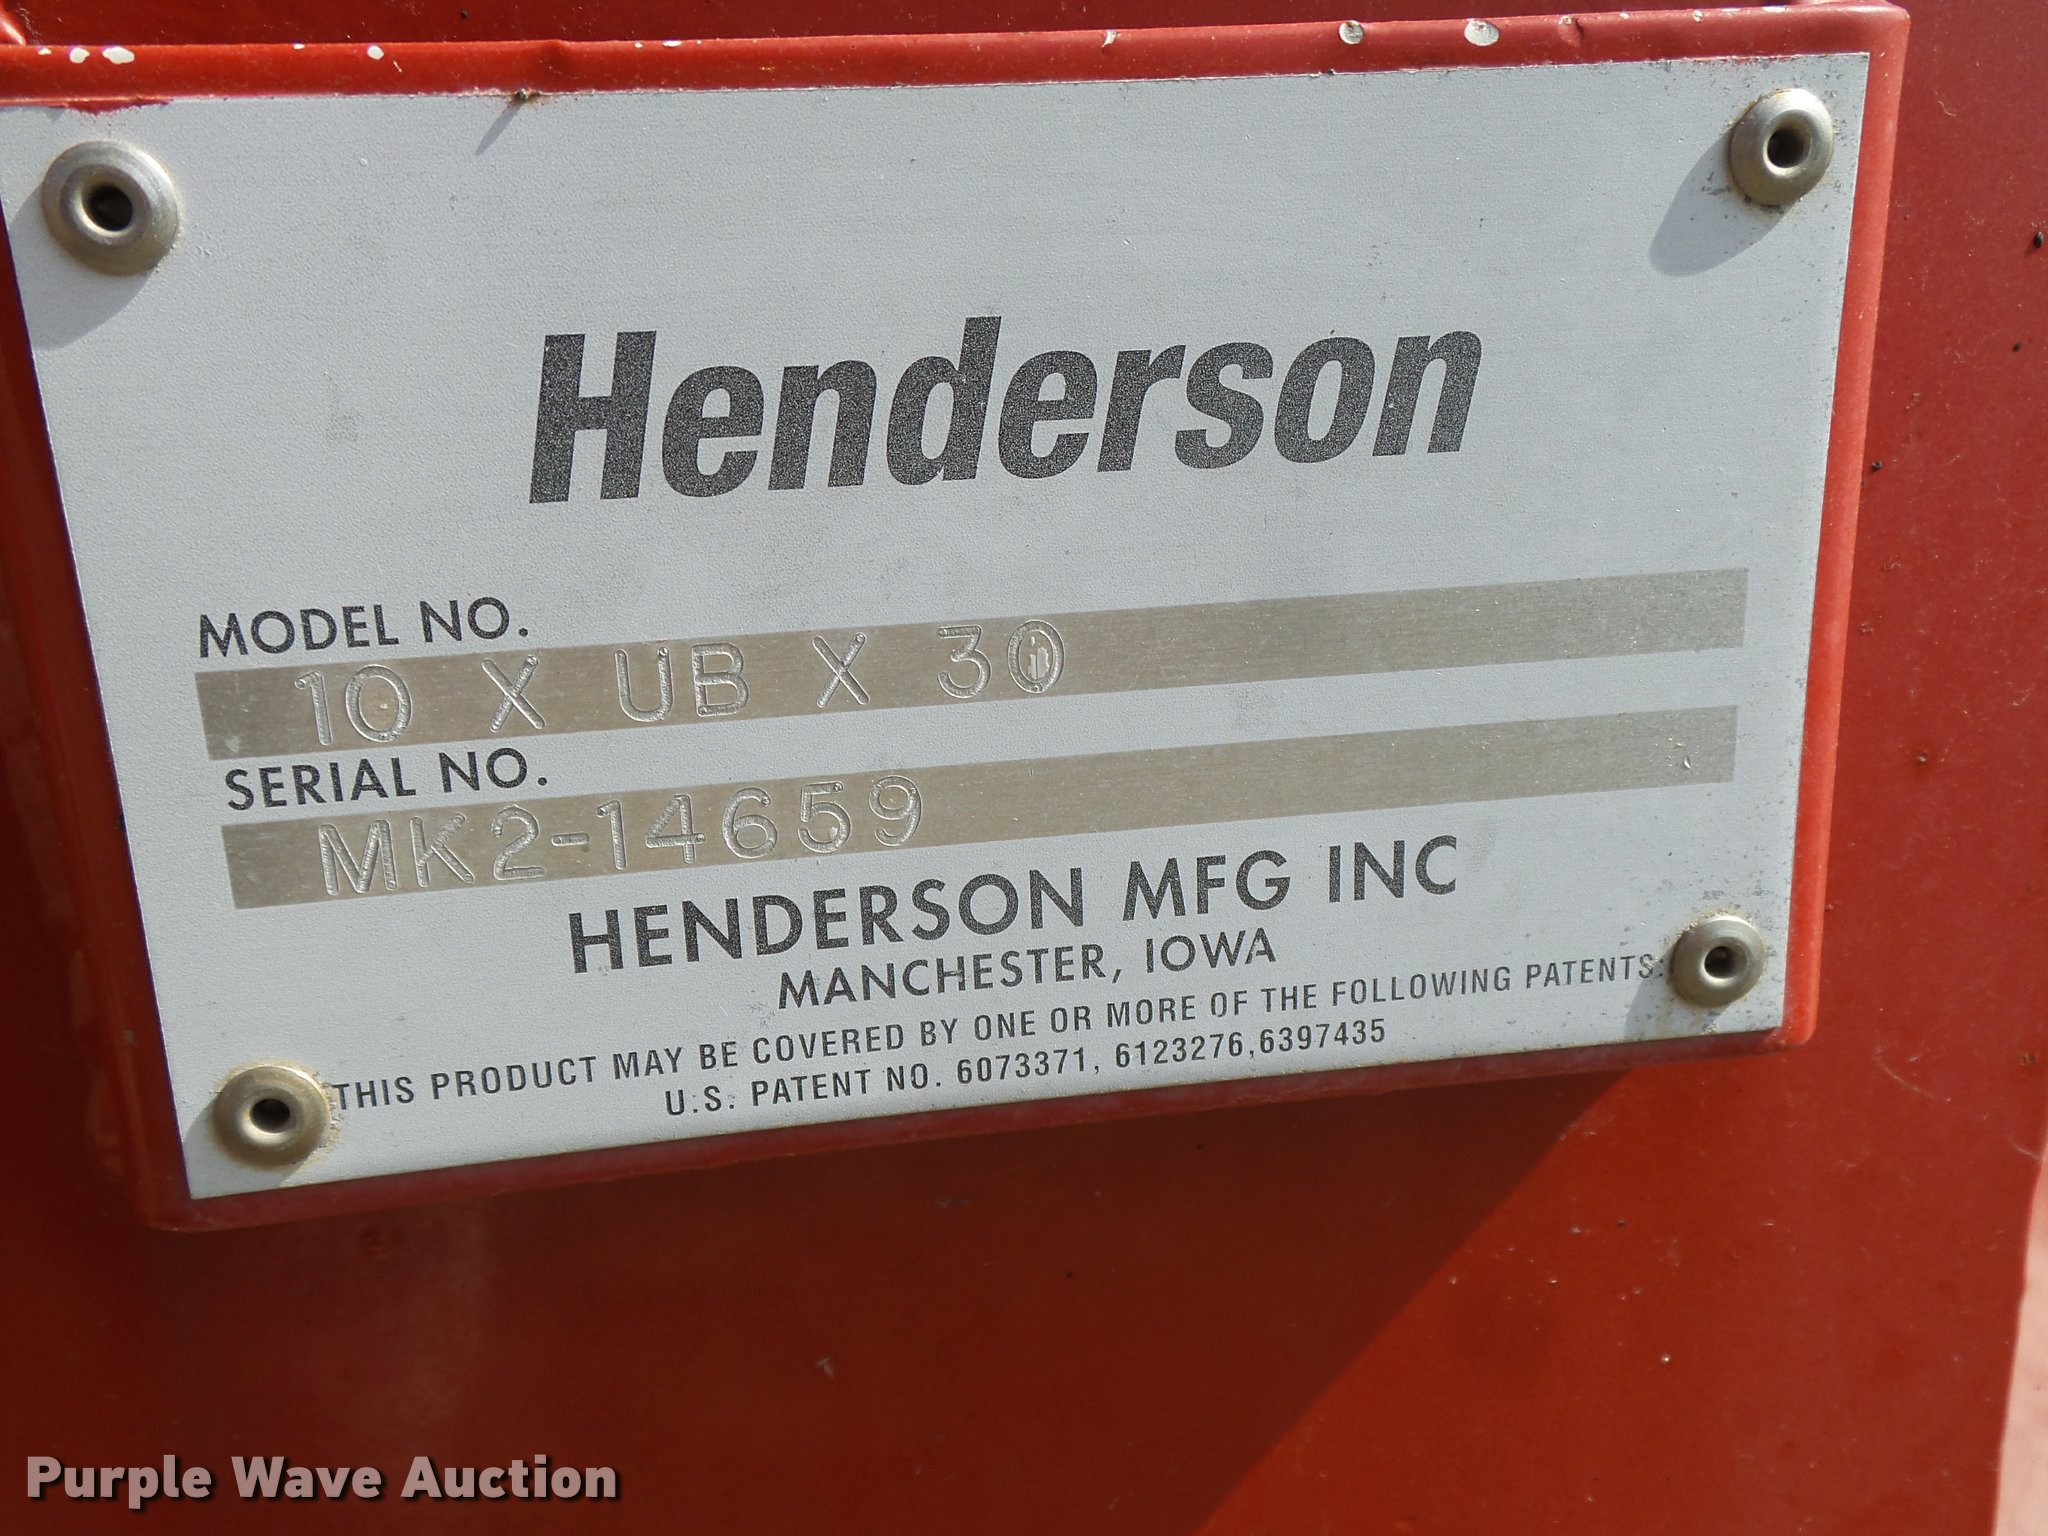 Henderson
MODEL NO.
10 X UB X 30
SERIAL NO.
MK2-14659
HENDERSON MFG INC
MANCHESTER, IOWA
THIS PRODUCT MAY BE COVERED BY ONE OR MORE OF THE FOLLOWING PATENTS:
U.S. PATENT NO. 6073371, 6123276,6397435
Purple Wave Auction